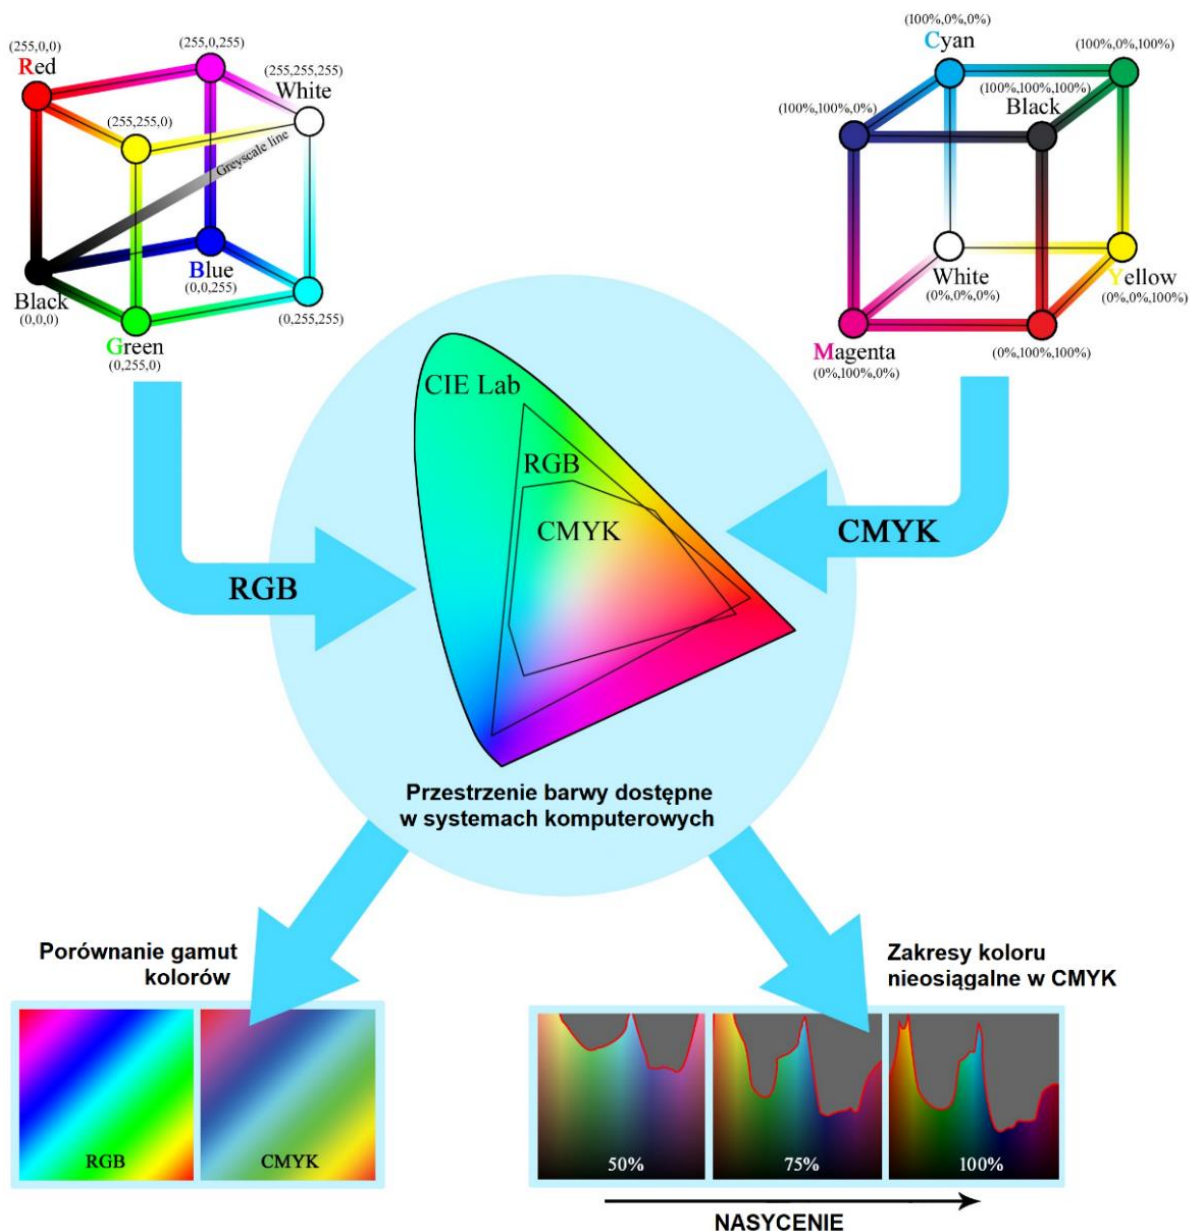 (255,0,0)
Red
(255,0,255)
(255,255,255)
White
(255,255,0)
Greyscale line
Black
(0,0,0)
Blue
(0,0,255)
(0,255,255)
Green
(0,255,0)
(100%,0%,0%)
Cyan
(100%,0%,100%)
(100%,100%,100%)
Black
(100%,100%,0%)
White
(0%,0%,0%)
Yellow
(0%,0%,100%)
Magenta
(0%,100%,0%)
(0%,100%,100%)
CIE Lab
RGB
CMYK
RGB
CMYK
Przestrzenie barwy dostępne
w systemach komputerowych
Porównanie gamut
kolorów
RGB
CMYK
Zakresy koloru
nieosiągalne w CMYK
50%
75%
100%
NASYCENIE